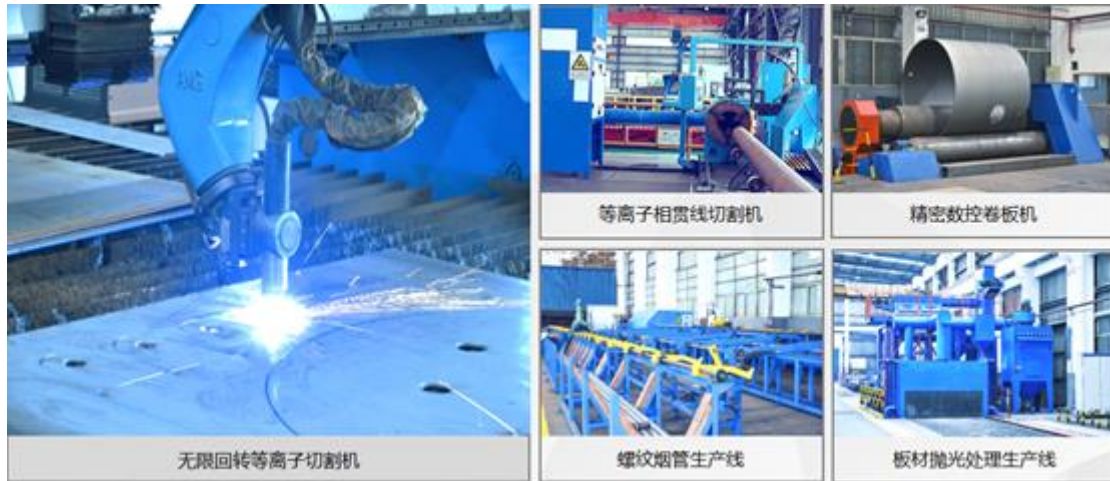 等离子相贯线切割机
精密数控卷板机
无限回转等离子切割机
螺纹烟管生产线
板材抛光处理生产线